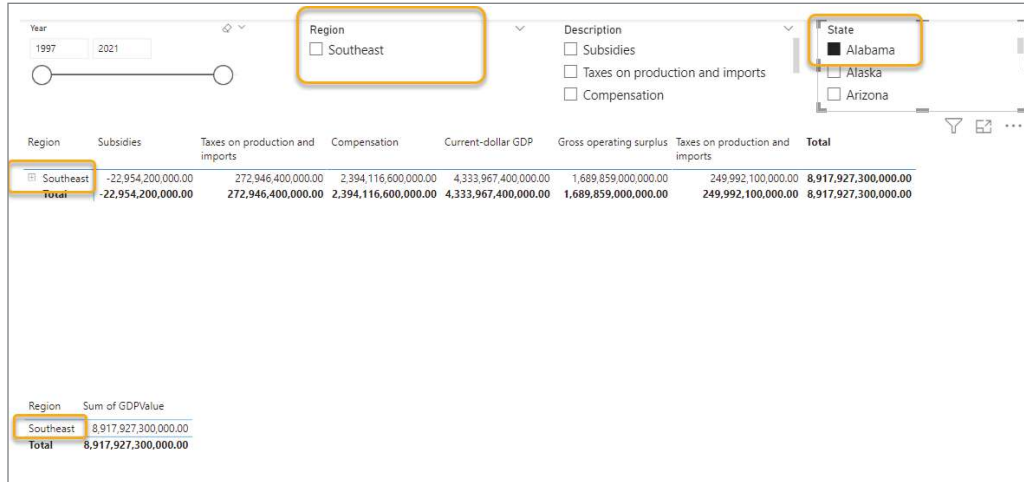 Year
1997 2021
Region
Southeast
Description
Subsidies
Taxes on production and imports
Compensation
State
Alabama
Alaska
Arizona
Region Subsidies Taxes on production and Compensation Current-dollar GDP Gross operating surplus Taxes on production and Total
imports imports
Southeast -22,954,200,000.00 272,946,400,000.00 2,394,116,600,000.00 4,333,967,400,000.00 1,689,859,000,000.00 249,992,100,000.00 8,917,927,300,000.00
Total -22,954,200,000.00 272,946,400,000.00 2,394,116,600,000.00 4,333,967,400,000.00 1,689,859,000,000.00 249,992,100,000.00 8,917,927,300,000.00
Region Sum of GDPValue
Southeast 8,917,927,300,000.00
Total 8,917,927,300,000.00